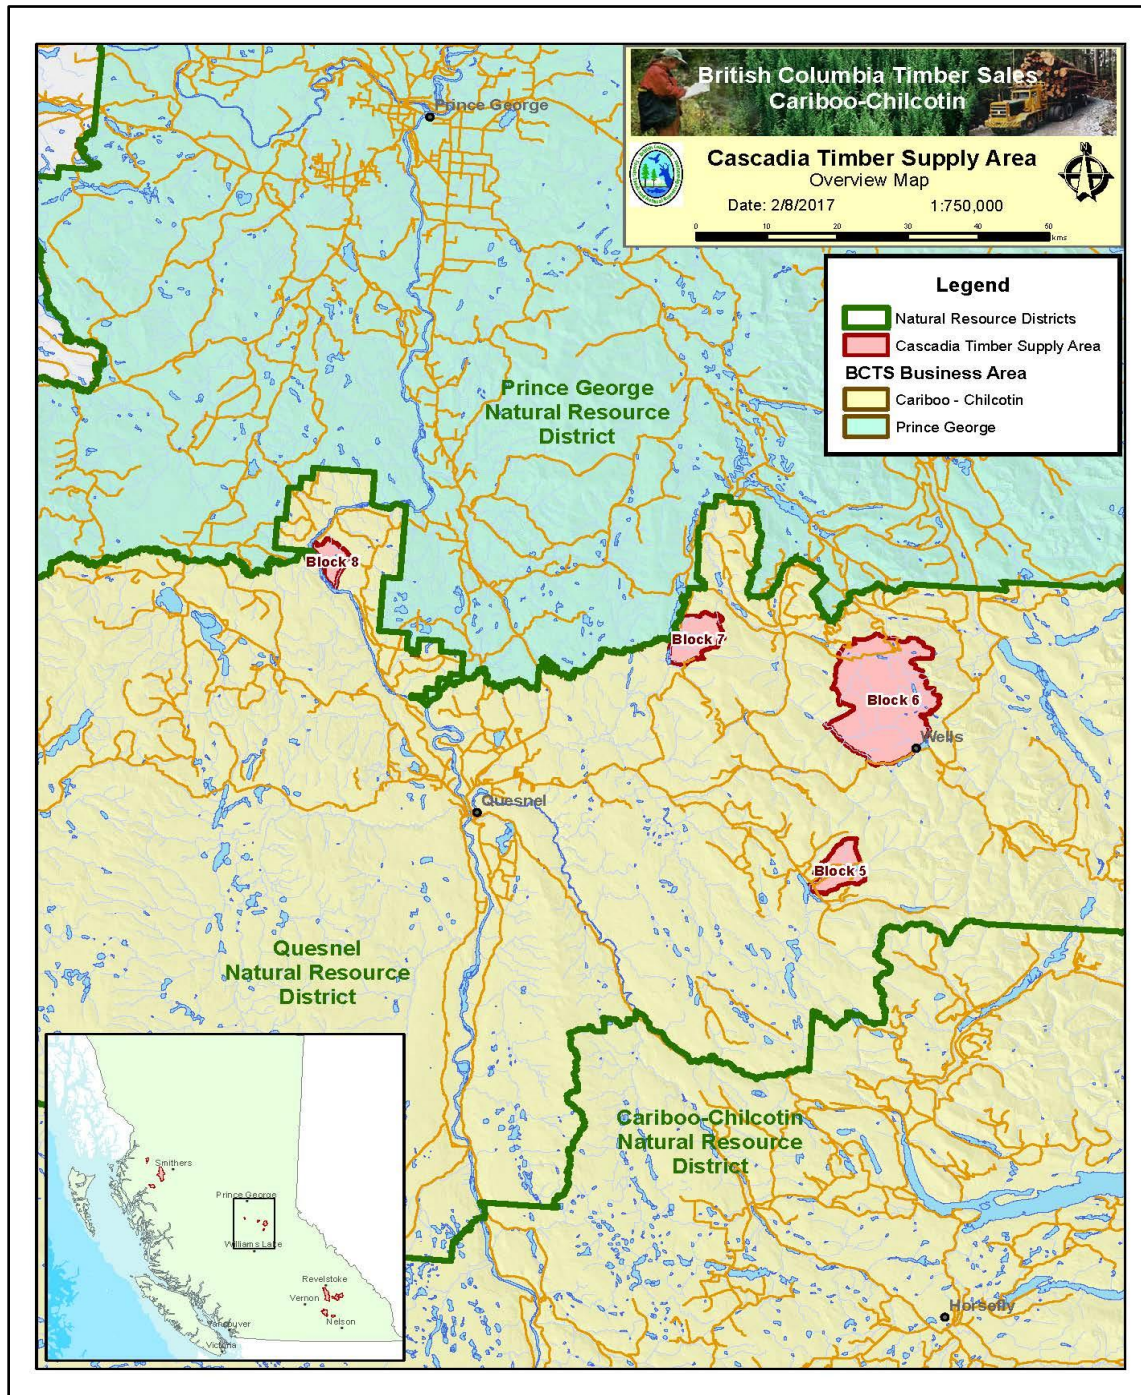 British Columbia Timber Sales
Cariboo-Chilcotin
Cascadia Timber Supply Area
Overview Map
Date: 2/8/2017
1:750,000
0 10 20 30 40 50
kms
Legend
Natural Resource Districts
Cascadia Timber Supply Area
BCTS Business Area
Cariboo - Chilcotin
Prince George
Prince George
Prince George
Natural Resource
District
Block 8
Block 7
Block 6
Wells
Quesnel
Block 5
Quesnel
Natural Resource
District
Cariboo-Chilcotin
Natural Resource
District
Horsefly
Smithers
Prince George
Williams Lake
Revelstoke
Vernon
Nelson
Vancouver
Victoria